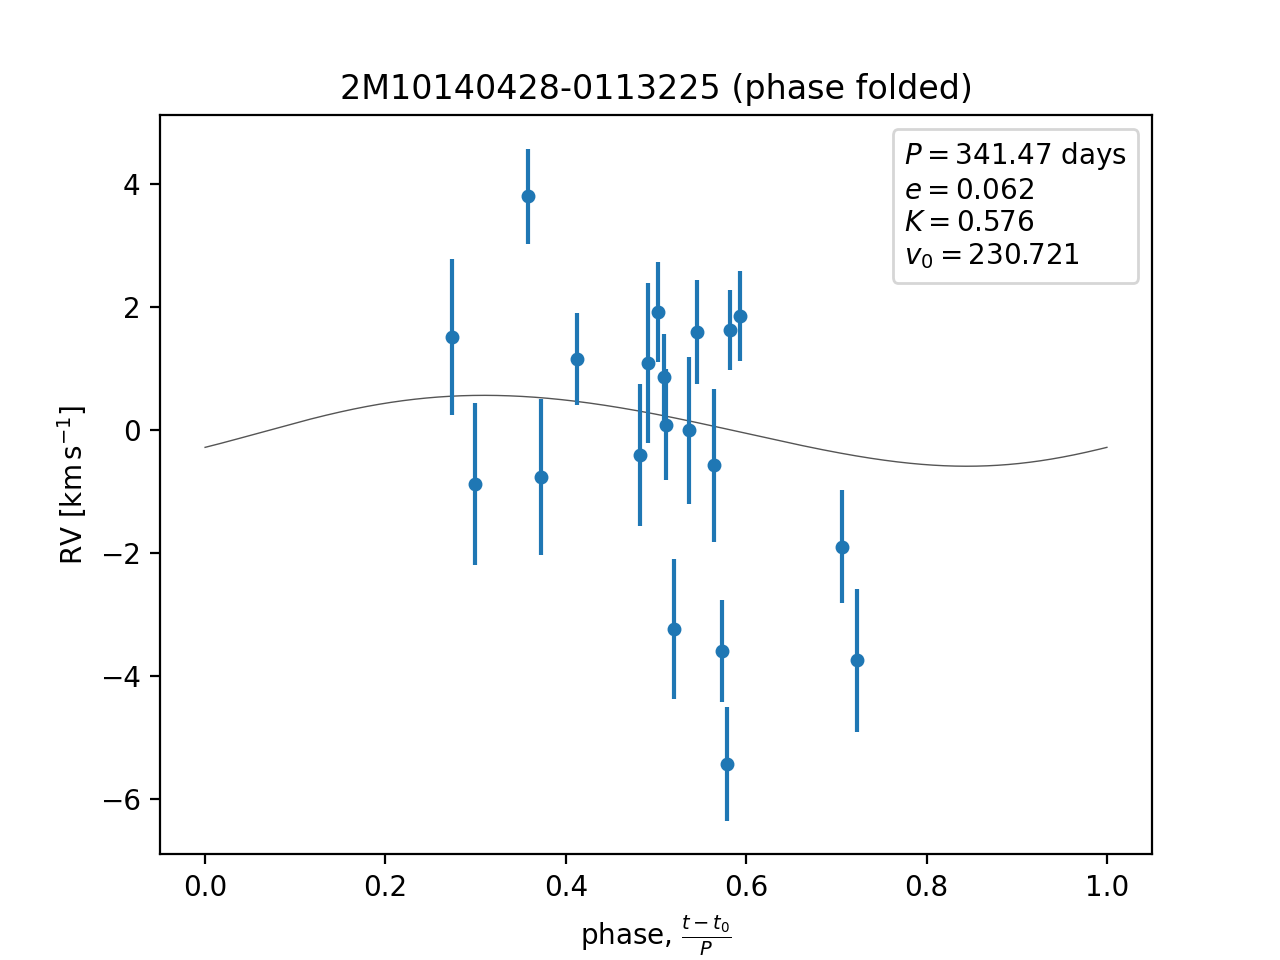 2M10140428-0113225 (phase folded)
P = 341.47 days
e = 0.062
K = 0.576
v₀ = 230.721
4
2
0
−2
−4
−6
RV [km s⁻¹]
0.0 0.2 0.4 0.6 0.8 1.0
phase, (t − t₀)/P